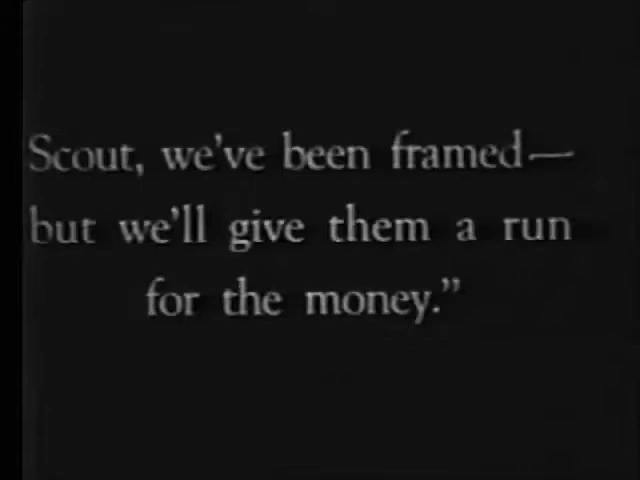 Scout, we've been framed—
but we'll give them a run
for the money."